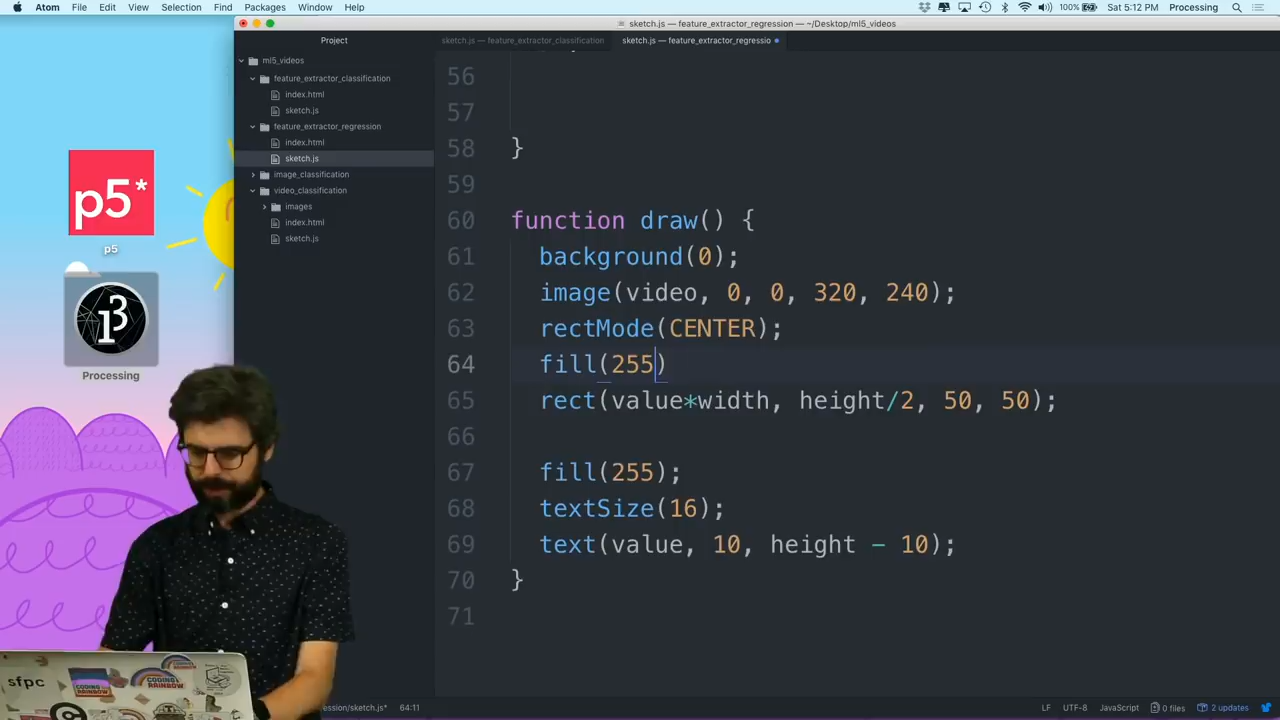 Atom File Edit View Selection Find Packages Window Help
100% Sat 5:12 PM Processing
sketch.js — feature_extractor_regression — ~/Desktop/ml5_videos
Project
sketch.js — feature_extractor_classification
sketch.js — feature_extractor_regressio
ml5_videos
feature_extractor_classification
index.html
sketch.js
feature_extractor_regression
index.html
sketch.js
image_classification
video_classification
images
index.html
sketch.js
p5*
p5
Processing
56
57
58 }
59
60 function draw() {
61 background(0);
62 image(video, 0, 0, 320, 240);
63 rectMode(CENTER);
64 fill(255)
65 rect(value*width, height/2, 50, 50);
66
67 fill(255);
68 textSize(16);
69 text(value, 10, height - 10);
70 }
71
sfpc
CODING RAINBOW
CODING RAINBOW
ression/sketch.js* 64:11
LF UTF-8 JavaScript 0 files 2 updates